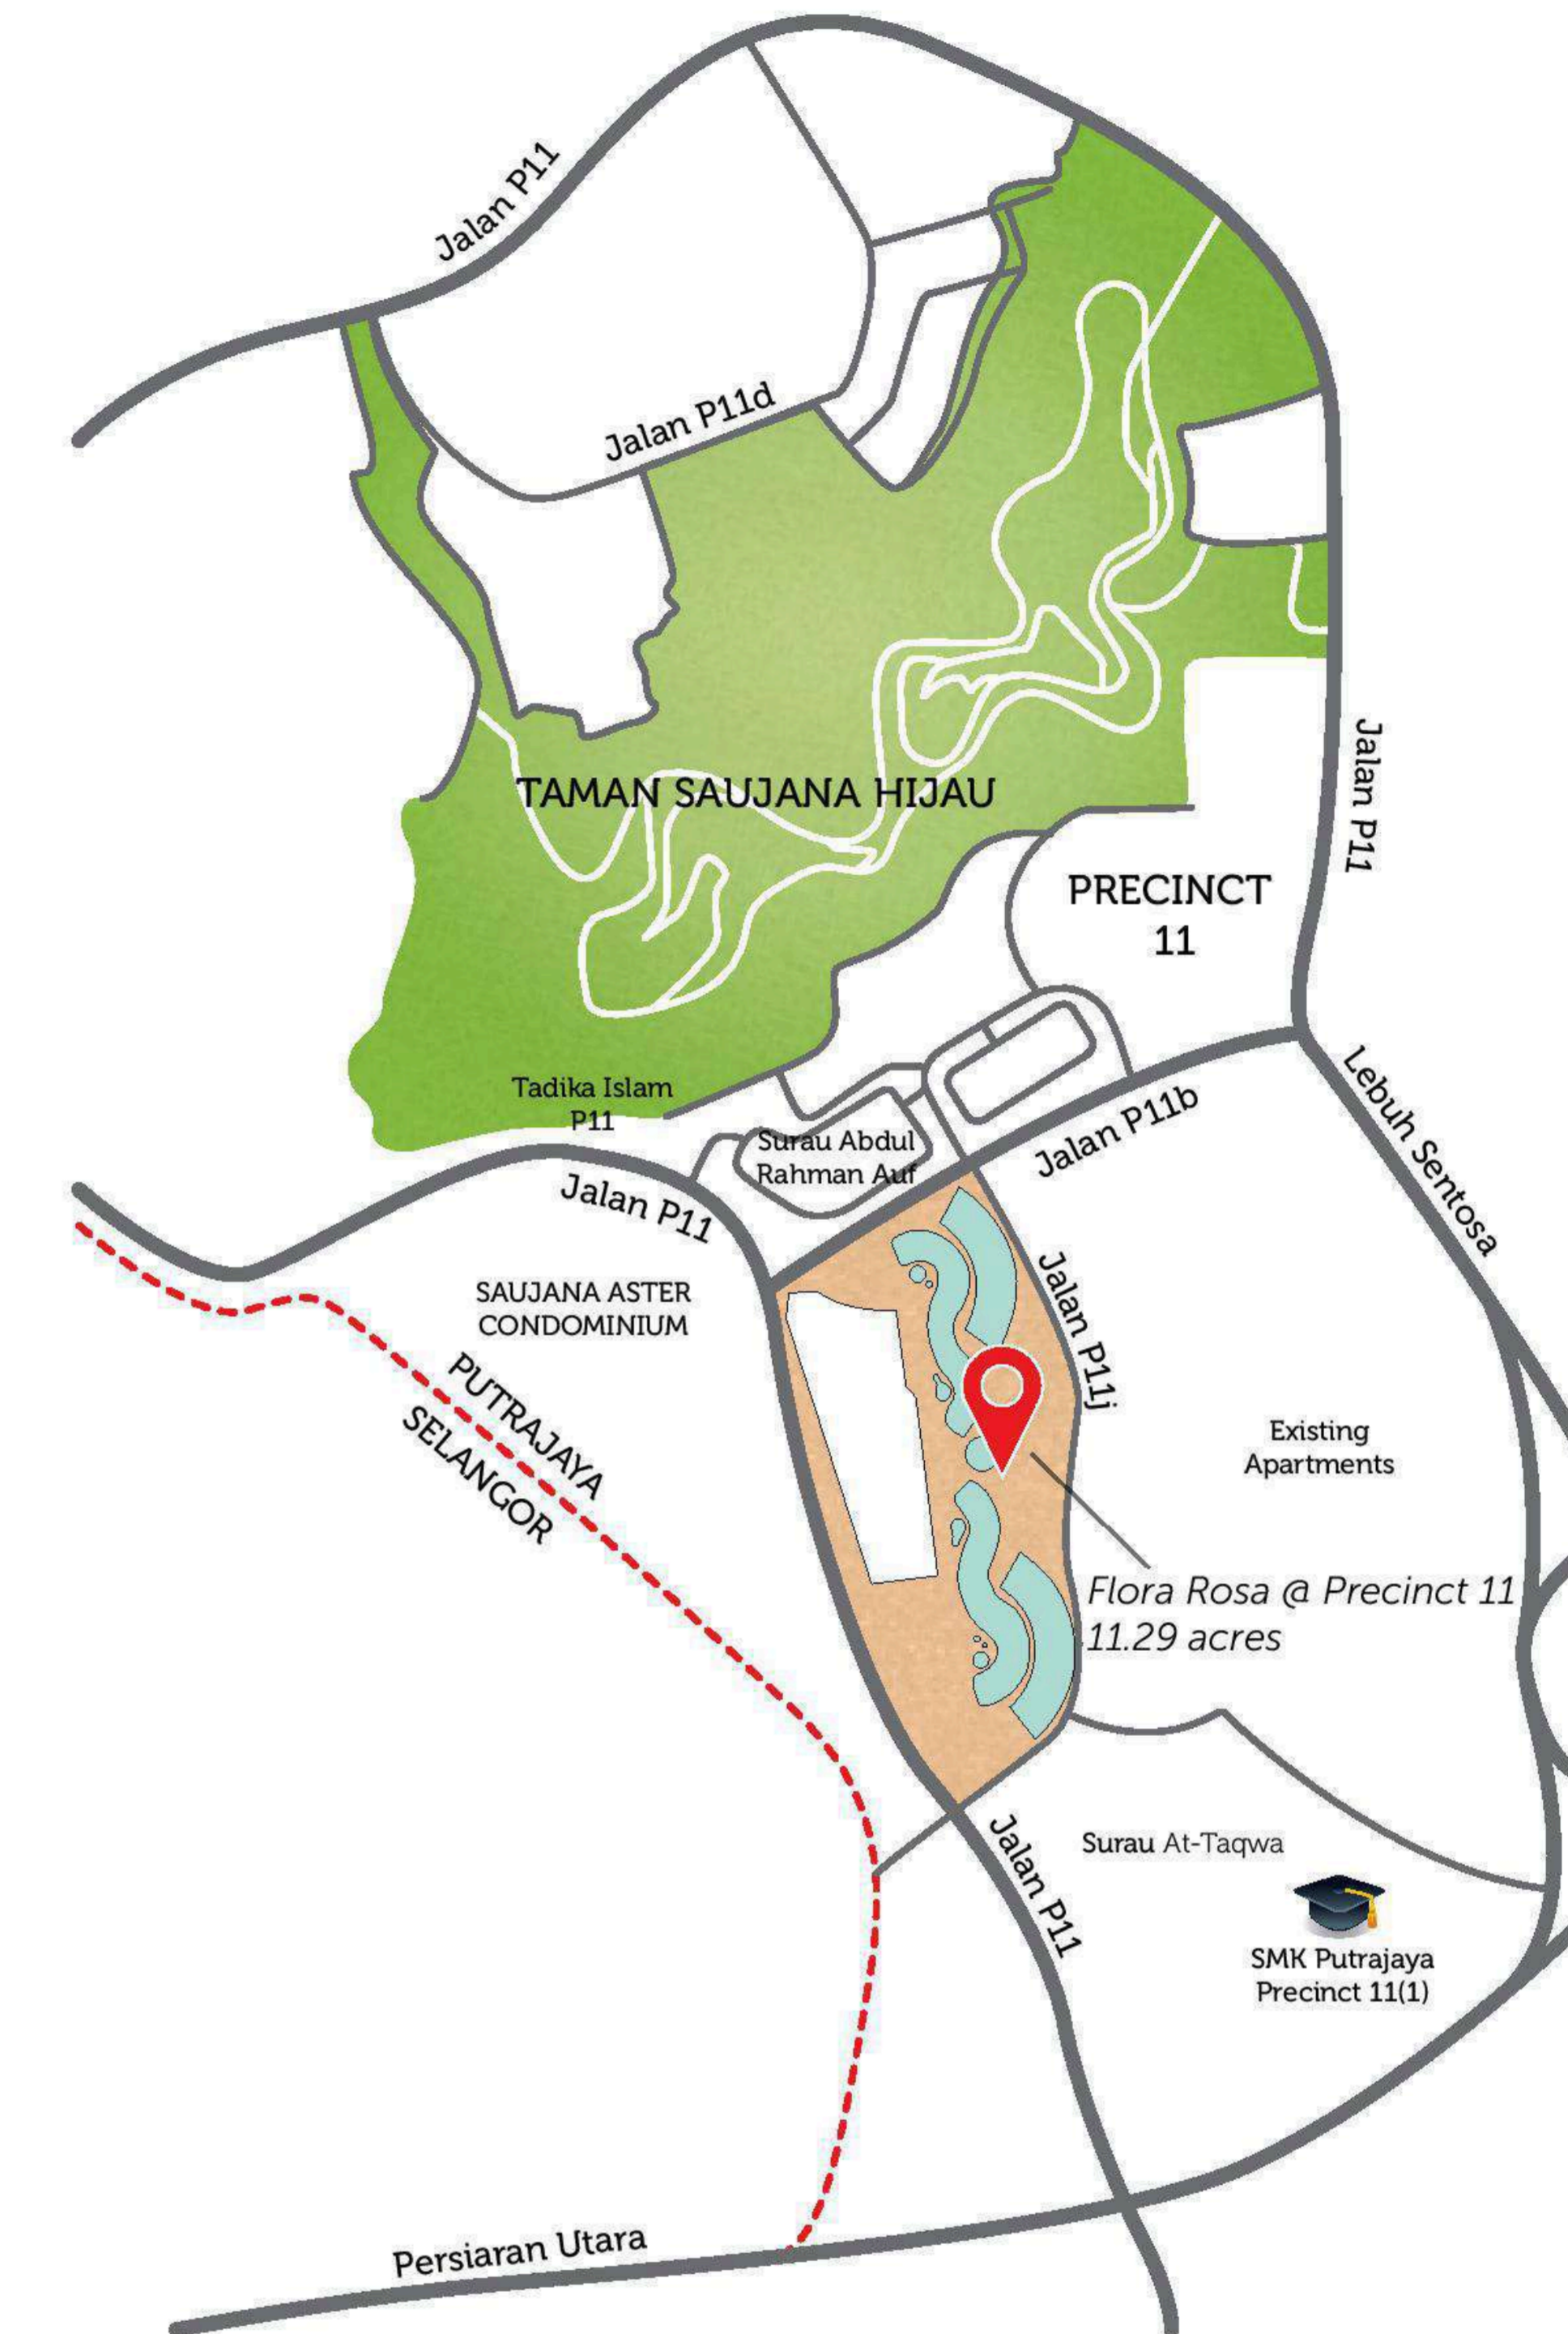 Jalan P11
Jalan P11d
TAMAN SAUJANA HIJAU
Jalan P11
PRECINCT
11
Tadika Islam
P11
Surau Abdul
Rahman Auf
Jalan P11b
Lebuh Sentosa
Jalan P11
SAUJANA ASTER
CONDOMINIUM
Jalan P11j
PUTRAJAYA
SELANGOR
Existing
Apartments
Flora Rosa @ Precinct 11
11.29 acres
Jalan P11
Surau At-Taqwa
SMK Putrajaya
Precinct 11(1)
Persiaran Utara